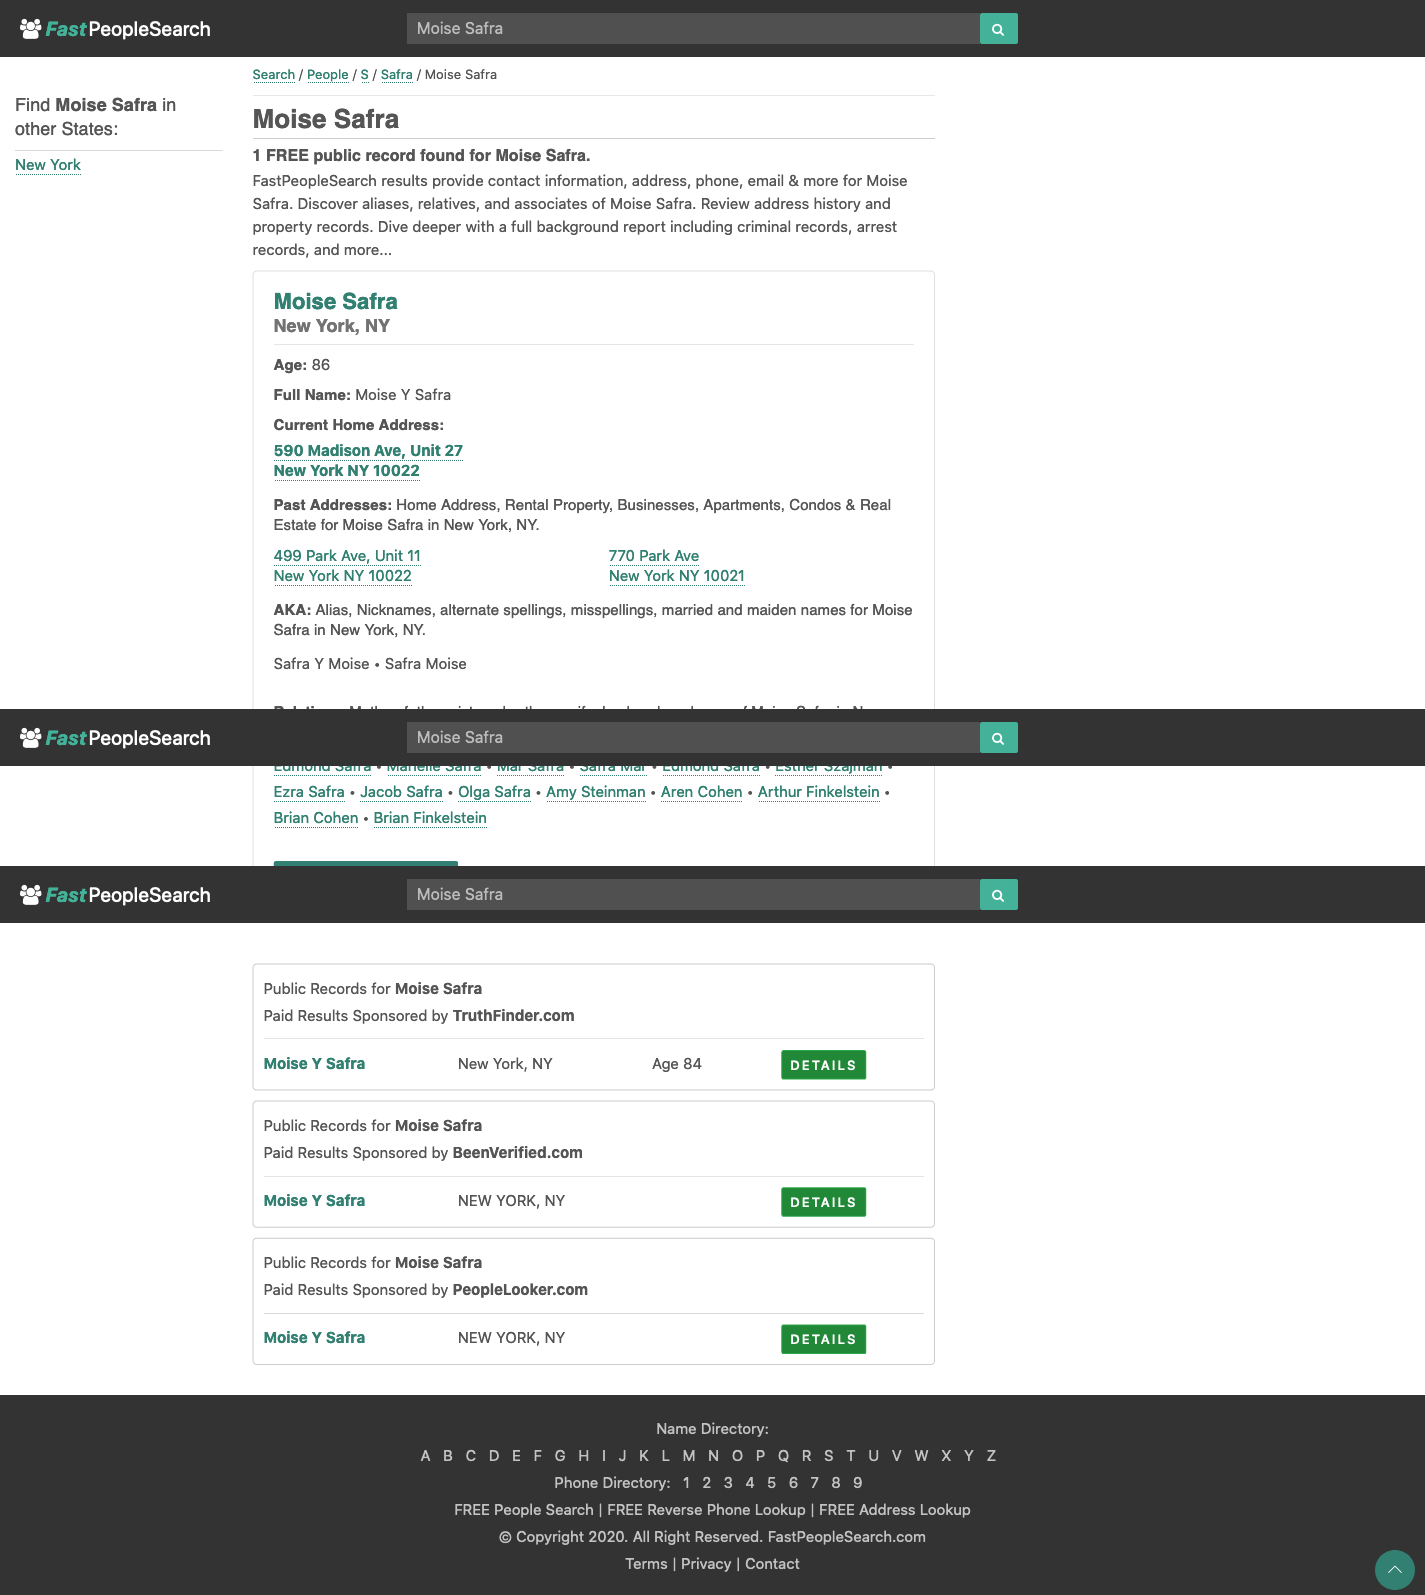 FastPeopleSearch
Moise Safra
Search / People / S / Safra / Moise Safra
Find Moise Safra in
other States:
New York
Moise Safra
1 FREE public record found for Moise Safra.
FastPeopleSearch results provide contact information, address, phone, email & more for Moise
Safra. Discover aliases, relatives, and associates of Moise Safra. Review address history and
property records. Dive deeper with a full background report including criminal records, arrest
records, and more...
Moise Safra
New York, NY
Age: 86
Full Name: Moise Y Safra
Current Home Address:
590 Madison Ave, Unit 27
New York NY 10022
Past Addresses: Home Address, Rental Property, Businesses, Apartments, Condos & Real
Estate for Moise Safra in New York, NY.
499 Park Ave, Unit 11
New York NY 10022
770 Park Ave
New York NY 10021
AKA: Alias, Nicknames, alternate spellings, misspellings, married and maiden names for Moise
Safra in New York, NY.
Safra Y Moise • Safra Moise
FastPeopleSearch
Moise Safra
Edmond Safra • Marielle Safra • Mar Safra • Safra Mar • Edmond Safra • Esther Szajman •
Ezra Safra • Jacob Safra • Olga Safra • Amy Steinman • Aren Cohen • Arthur Finkelstein •
Brian Cohen • Brian Finkelstein
FastPeopleSearch
Moise Safra
Public Records for Moise Safra
Paid Results Sponsored by TruthFinder.com
Moise Y Safra New York, NY Age 84 DETAILS
Public Records for Moise Safra
Paid Results Sponsored by BeenVerified.com
Moise Y Safra NEW YORK, NY DETAILS
Public Records for Moise Safra
Paid Results Sponsored by PeopleLooker.com
Moise Y Safra NEW YORK, NY DETAILS
Name Directory:
A B C D E F G H I J K L M N O P Q R S T U V W X Y Z
Phone Directory: 1 2 3 4 5 6 7 8 9
FREE People Search | FREE Reverse Phone Lookup | FREE Address Lookup
© Copyright 2020. All Right Reserved. FastPeopleSearch.com
Terms | Privacy | Contact